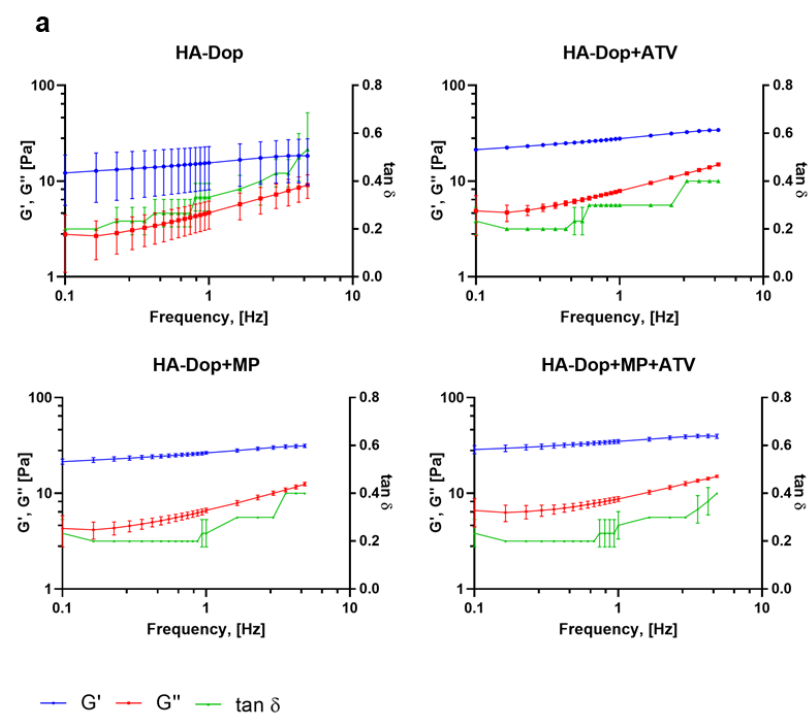 a
HA-Dop
HA-Dop+ATV
100
10
1
0.8
0.6
0.4
0.2
0.0
G', G'' [Pa]
tan δ
0.1
1
10
Frequency, [Hz]
100
10
1
0.8
0.6
0.4
0.2
0.0
G', G'' [Pa]
tan δ
0.1
1
10
Frequency, [Hz]
HA-Dop+MP
HA-Dop+MP+ATV
100
10
1
0.8
0.6
0.4
0.2
0.0
G', G'' [Pa]
tan δ
0.1
1
10
Frequency, [Hz]
100
10
1
0.8
0.6
0.4
0.2
0.0
G', G'' [Pa]
tan δ
0.1
1
10
Frequency, [Hz]
G' G'' tan δ